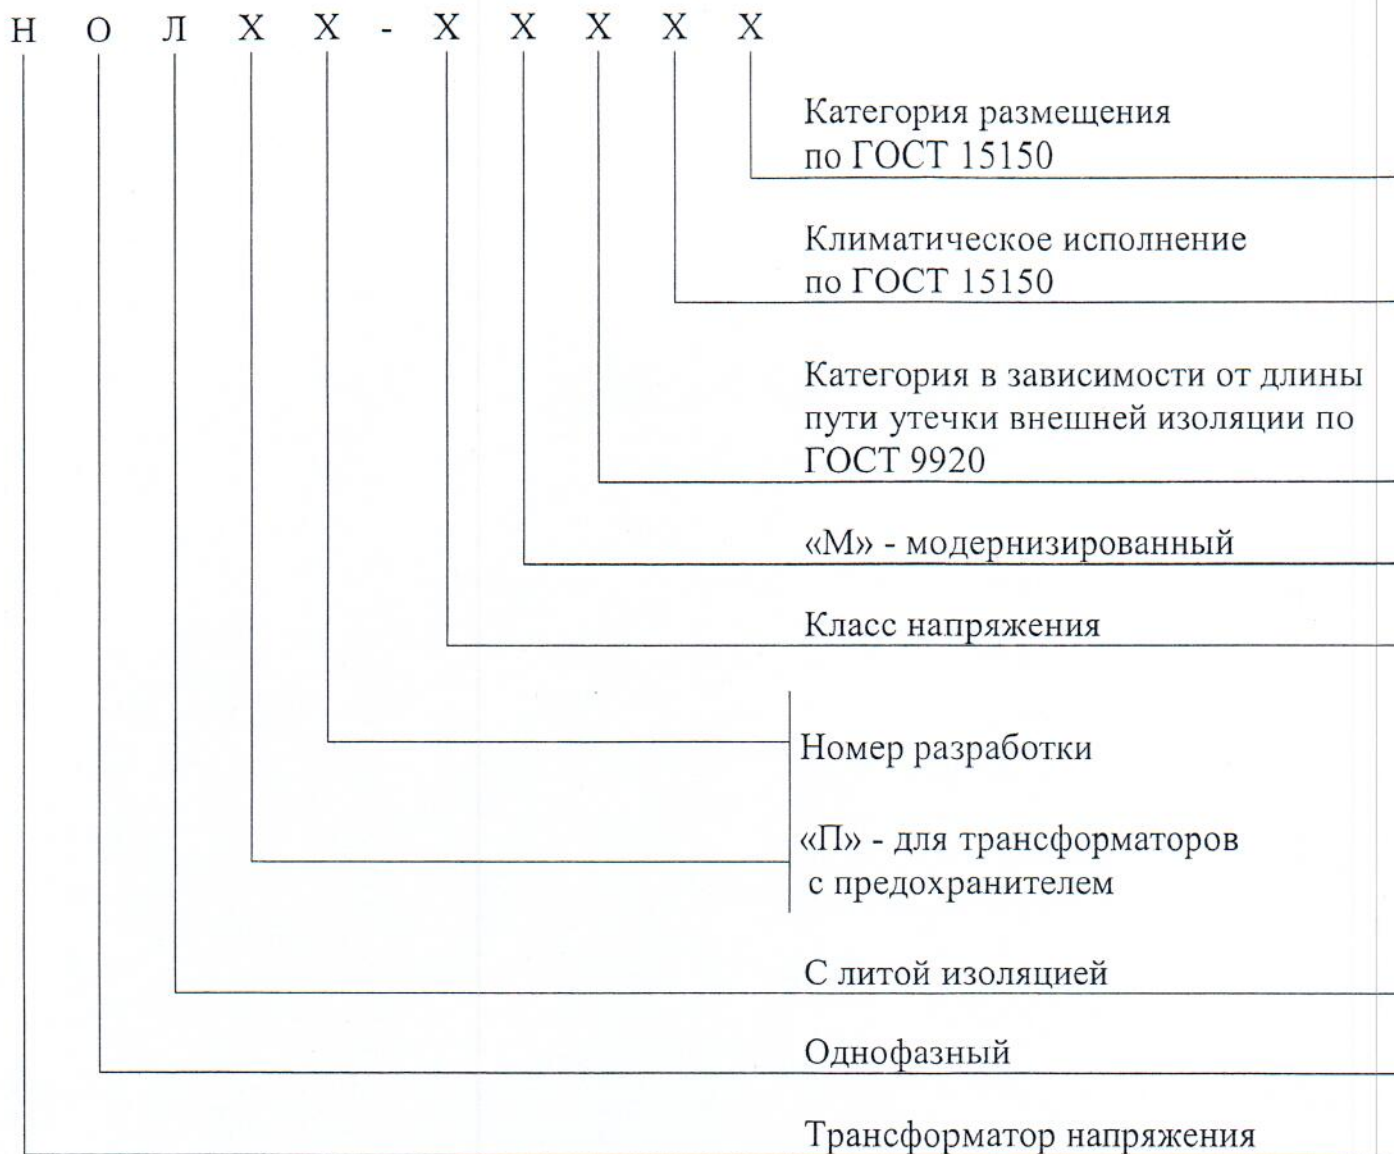 Н О Л Х Х - Х Х Х Х Х
Категория размещения
по ГОСТ 15150
Климатическое исполнение
по ГОСТ 15150
Категория в зависимости от длины
пути утечки внешней изоляции по
ГОСТ 9920
«М» - модернизированный
Класс напряжения
Номер разработки
«П» - для трансформаторов
с предохранителем
С литой изоляцией
Однофазный
Трансформатор напряжения